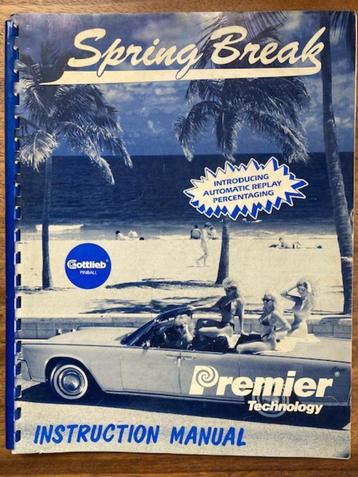 Spring Break
INTRODUCING
AUTOMATIC REPLAY
PERCENTAGING
Gottlieb®
PINBALL
Premier
Technology
INSTRUCTION MANUAL